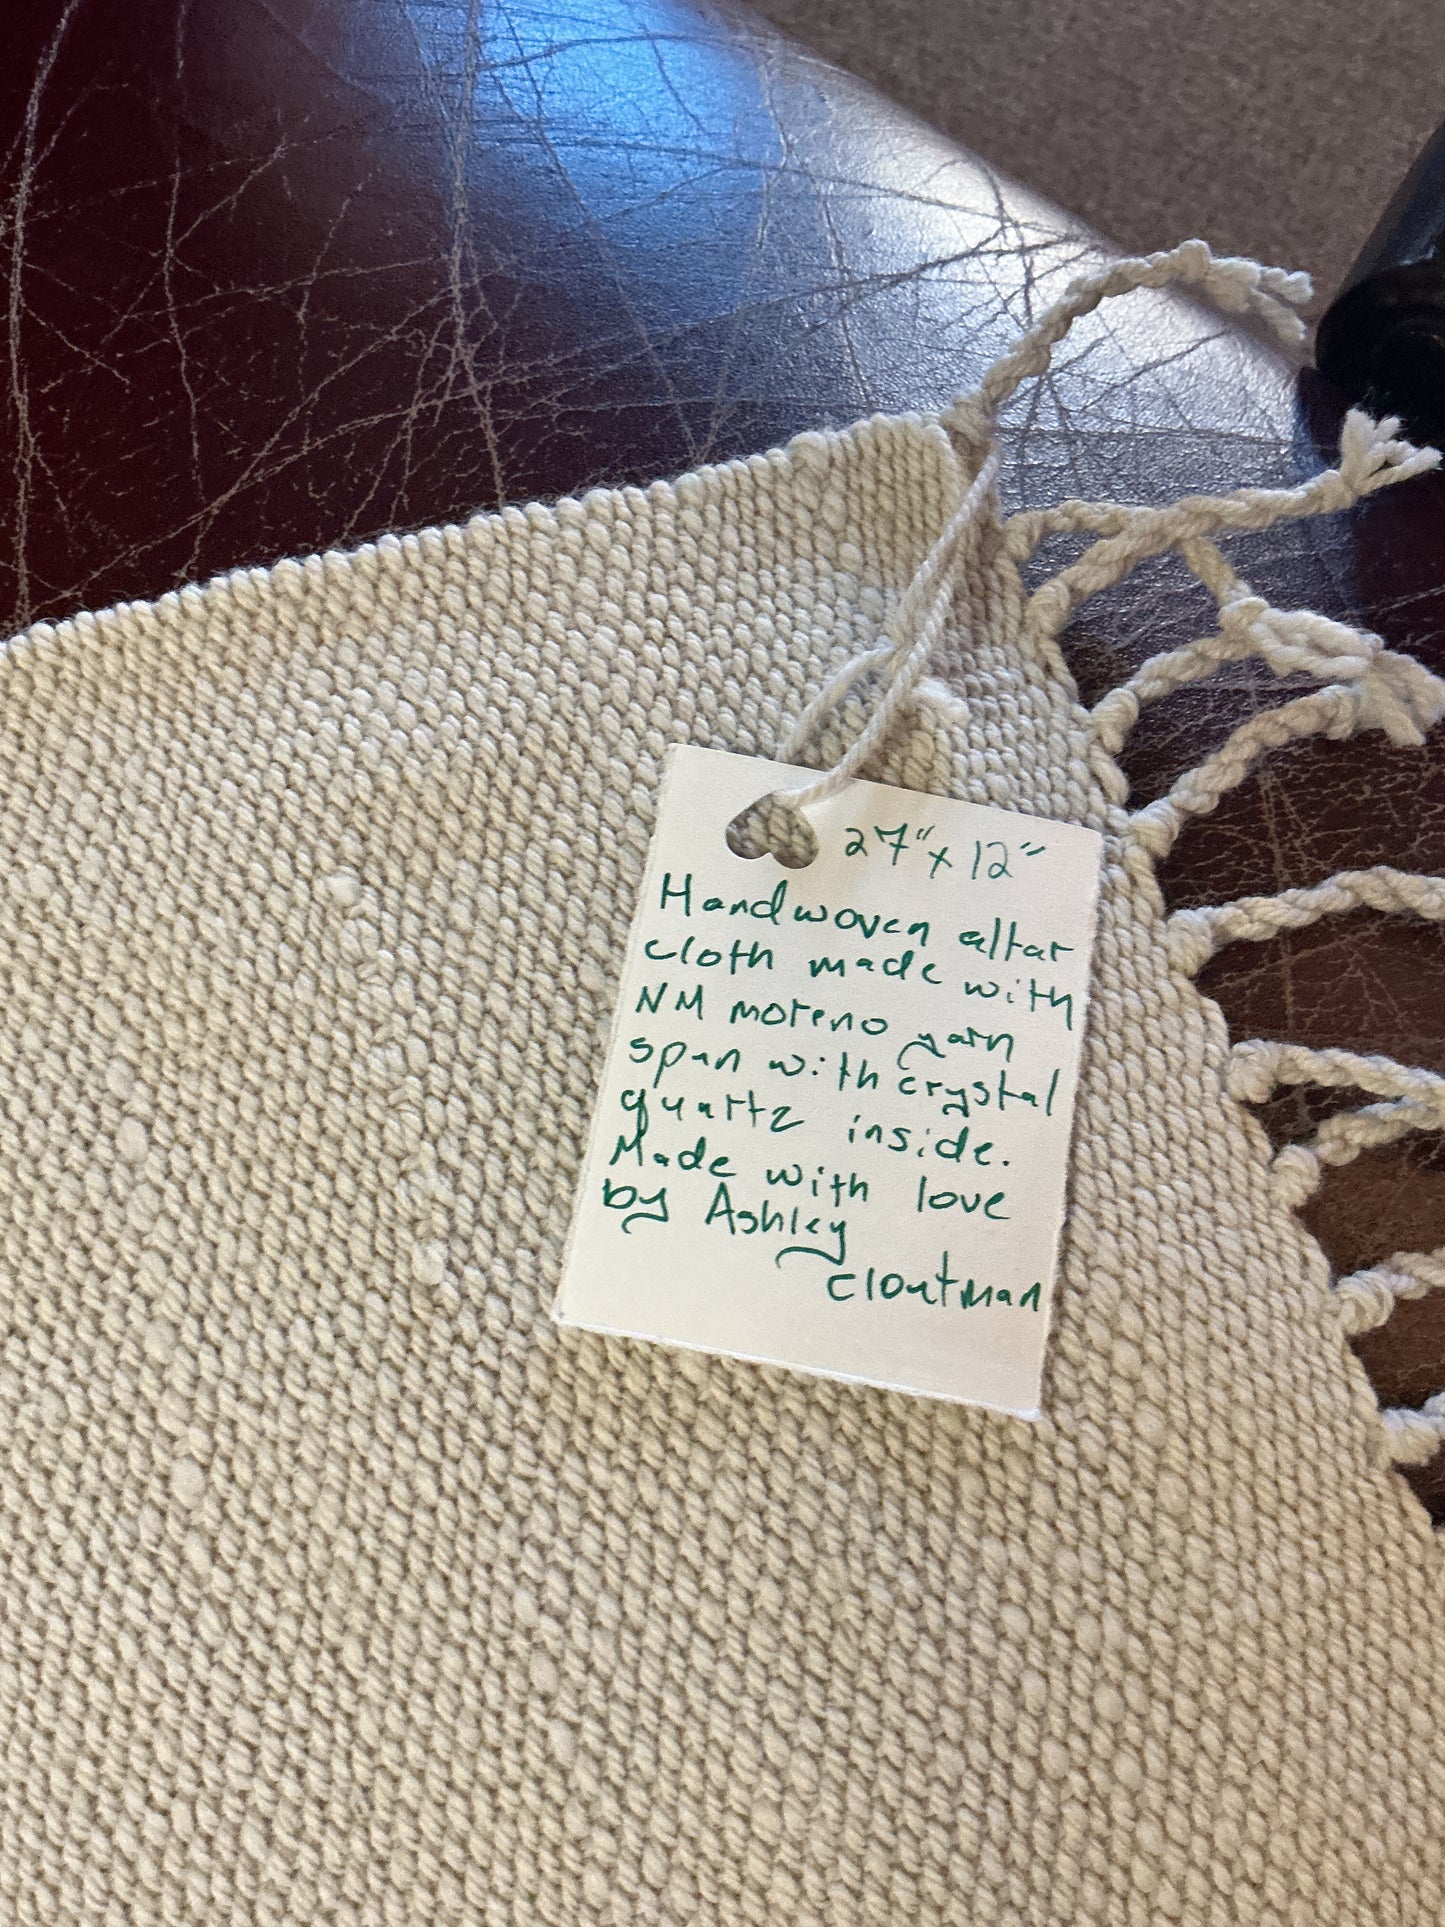 27" x 12"
Handwoven altar
cloth made with
NM moreno yarn
spun with crystal
quartz inside.
Made with love
by Ashley
Cloutman